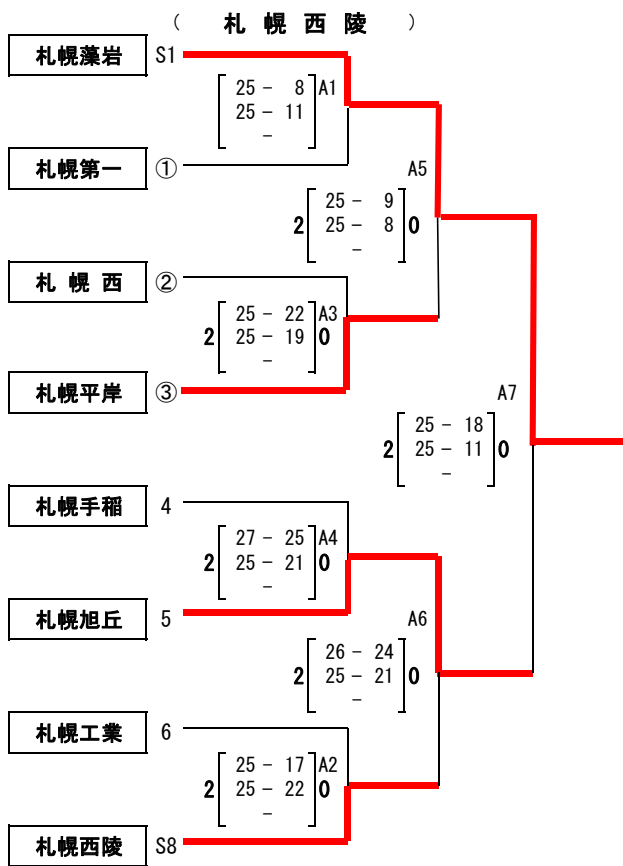 ( 札幌西陵 )
札幌藻岩 S1
25 - 8 A1
25 - 11
-
札幌第一 ①
A5
25 - 9
2 25 - 8 0
-
札幌西 ②
25 - 22 A3
2 25 - 19 0
-
札幌平岸 ③
A7
25 - 18
2 25 - 11 0
-
札幌手稲 4
27 - 25 A4
2 25 - 21 0
-
札幌旭丘 5
A6
26 - 24
2 25 - 21 0
-
札幌工業 6
25 - 17 A2
2 25 - 22 0
-
札幌西陵 S8